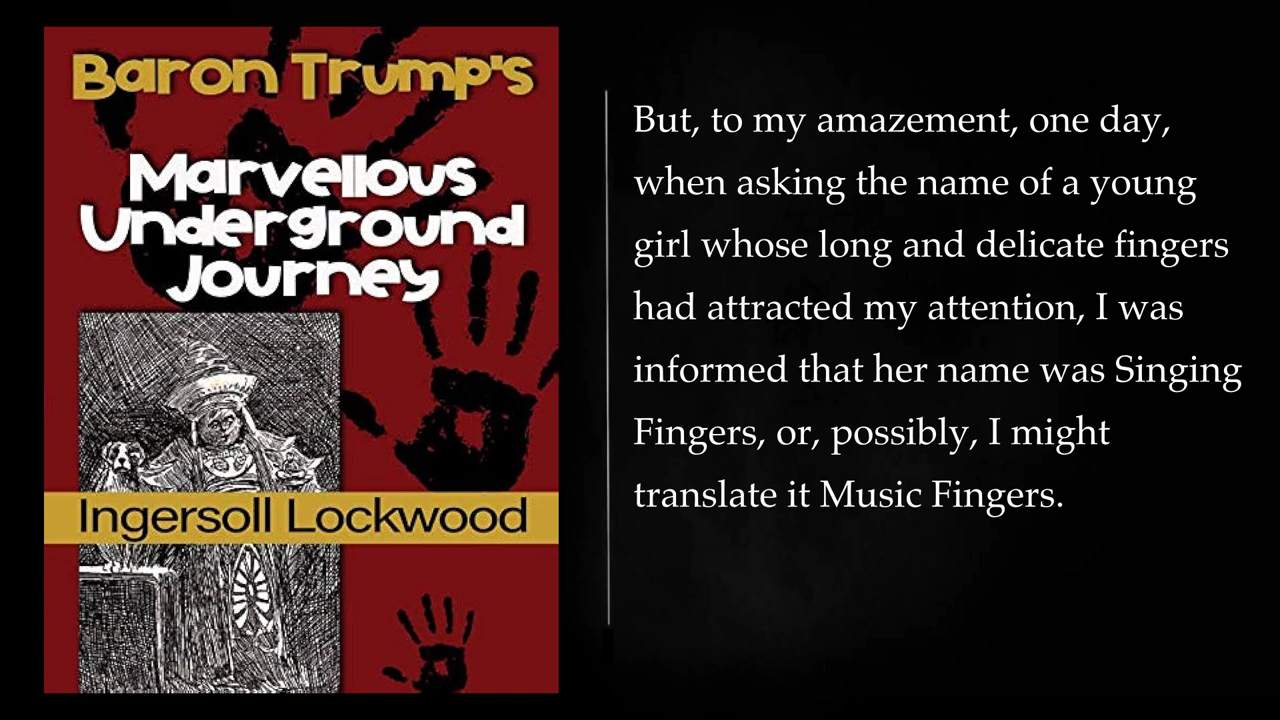 Baron Trump's
Marvellous
Underground
Journey
Ingersoll Lockwood
But, to my amazement, one day,
when asking the name of a young
girl whose long and delicate fingers
had attracted my attention, I was
informed that her name was Singing
Fingers, or, possibly, I might
translate it Music Fingers.